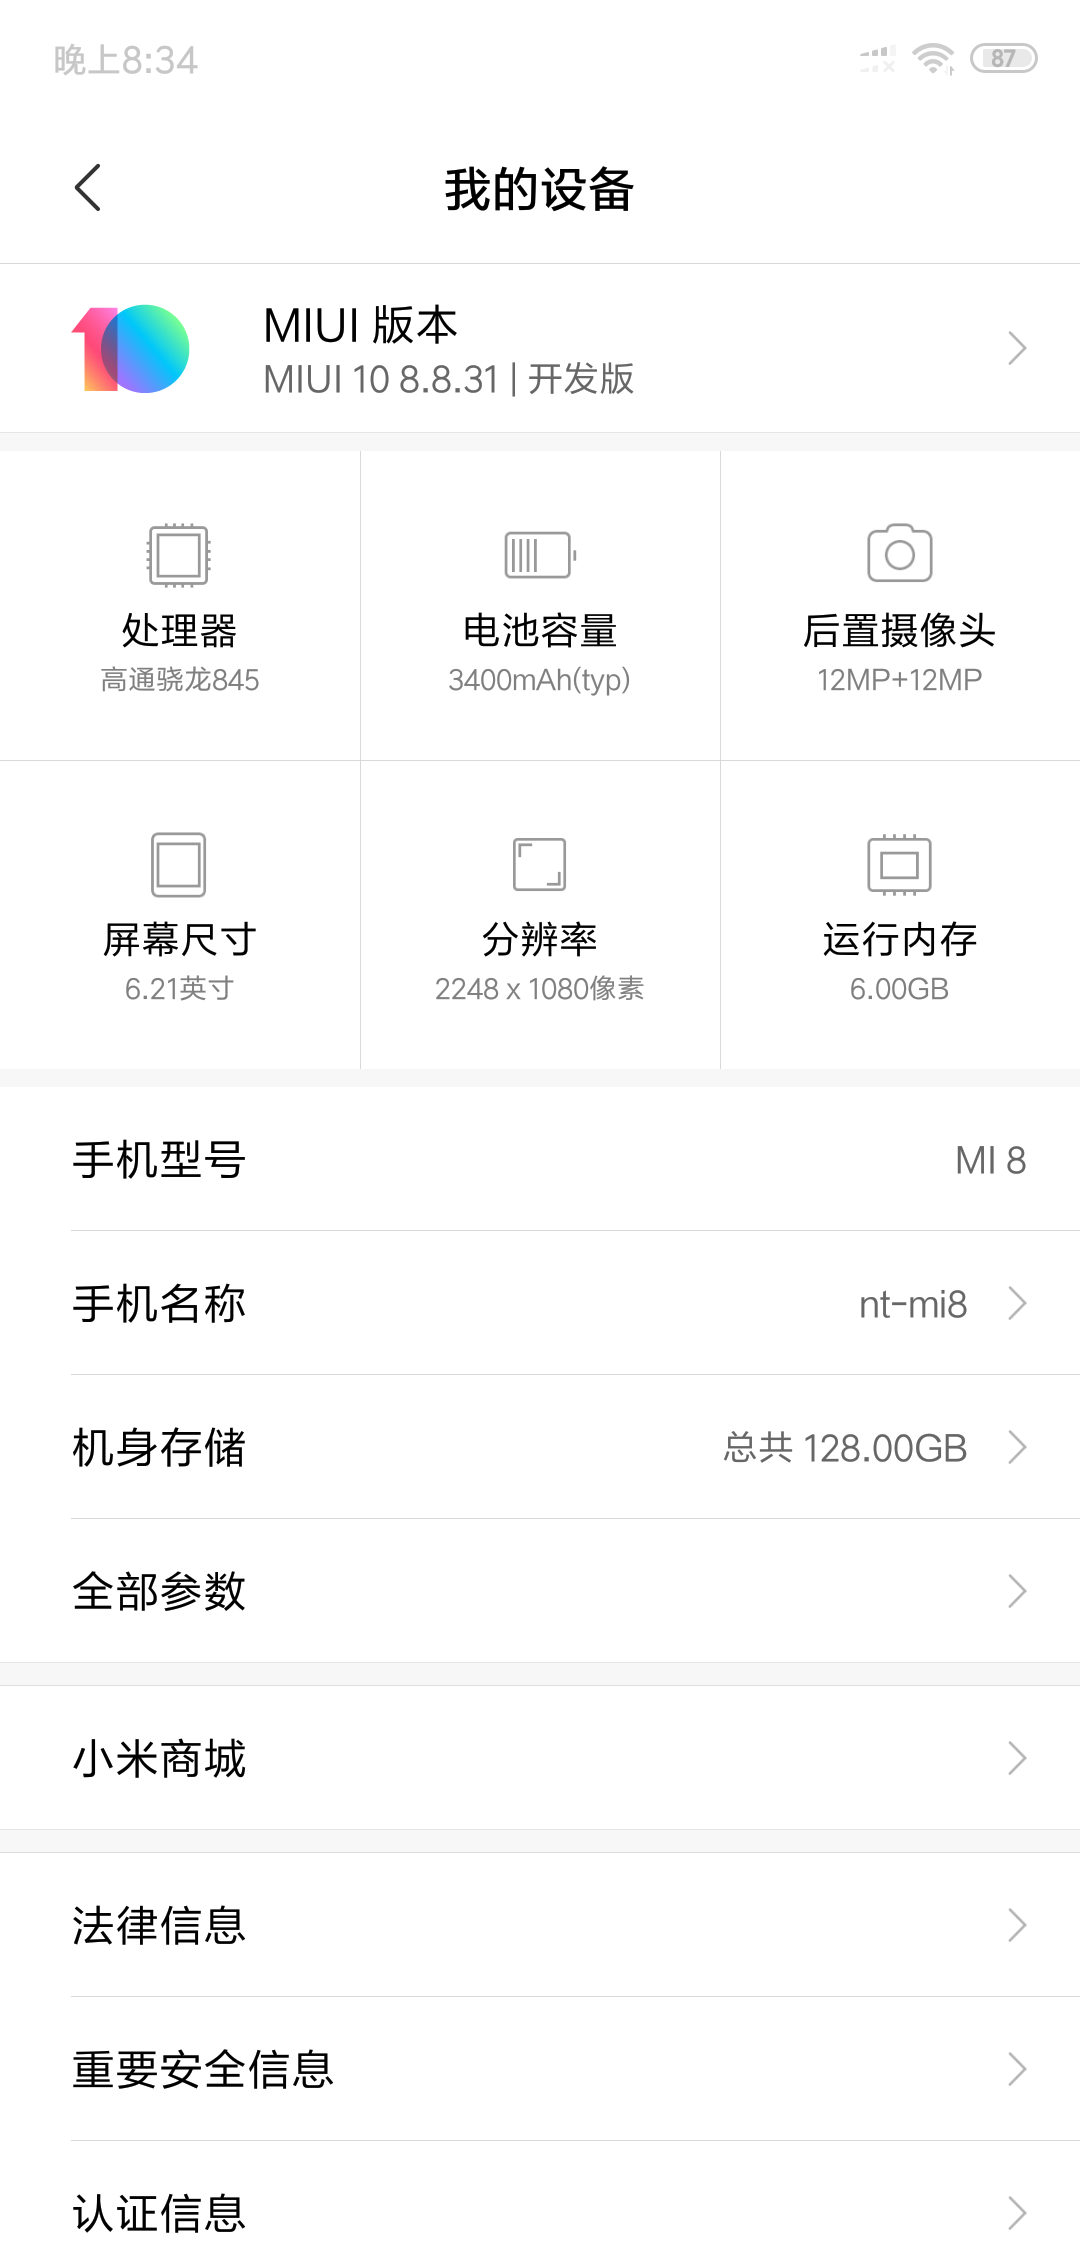 晚上8:34
87
我的设备
10
MIUI 版本
MIUI 10 8.8.31 | 开发版
处理器
高通骁龙845
电池容量
3400mAh(typ)
后置摄像头
12MP+12MP
屏幕尺寸
6.21英寸
分辨率
2248 x 1080像素
运行内存
6.00GB
手机型号
MI 8
手机名称
nt-mi8
机身存储
总共 128.00GB
全部参数
小米商城
法律信息
重要安全信息
认证信息